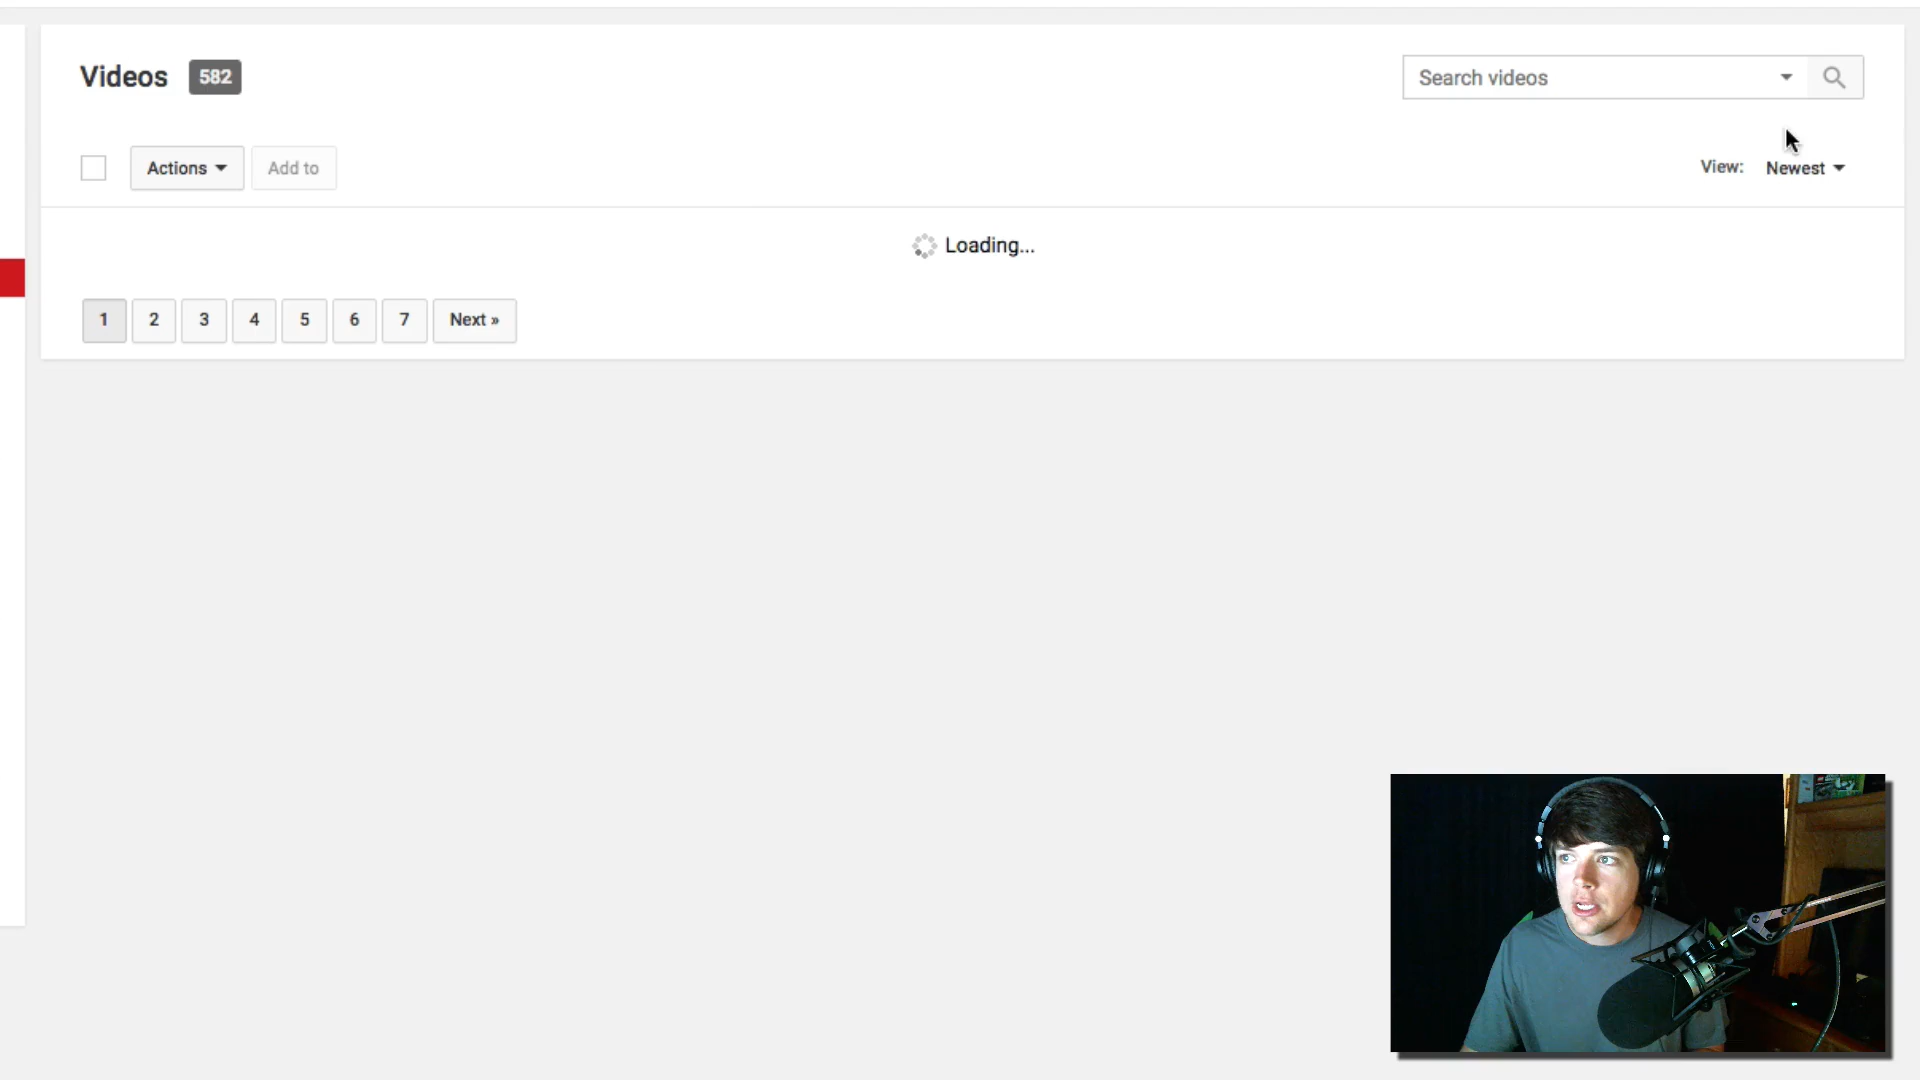 Videos 582
Search videos
Actions Add to
View: Newest
Loading...
1 2 3 4 5 6 7 Next »